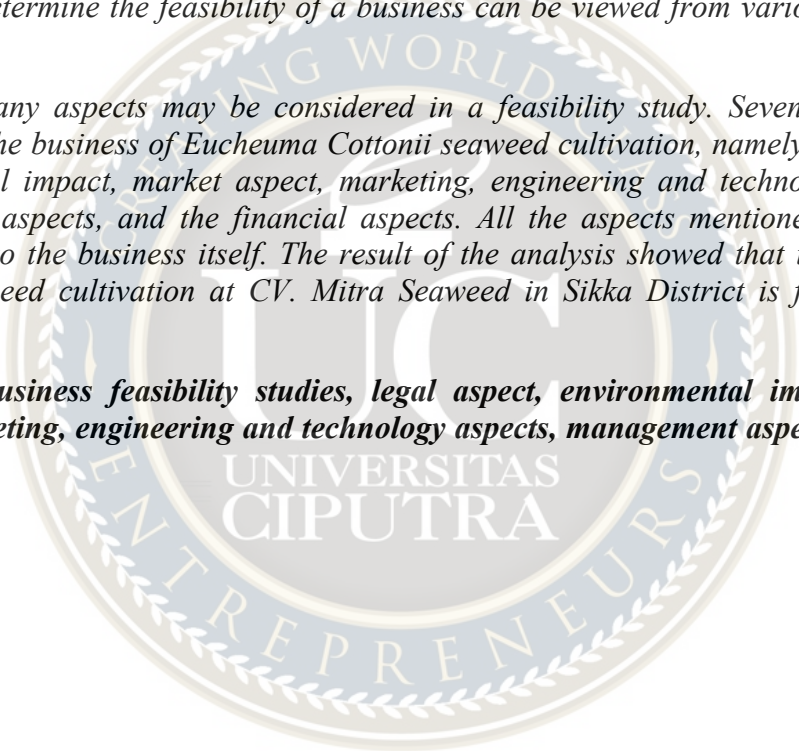 etermine the feasibility of a business can be viewed from vario
any aspects may be considered in a feasibility study. Seven
he business of Eucheuma Cottonii seaweed cultivation, namely
l impact, market aspect, marketing, engineering and techno
aspects, and the financial aspects. All the aspects mentione
o the business itself. The result of the analysis showed that
eed cultivation at CV. Mitra Seaweed in Sikka District is
usiness feasibility studies, legal aspect, environmental im
eting, engineering and technology aspects, management aspe
CREATING WORLD CLASS
UC
UNIVERSITAS
CIPUTRA
ENTREPRENEURS